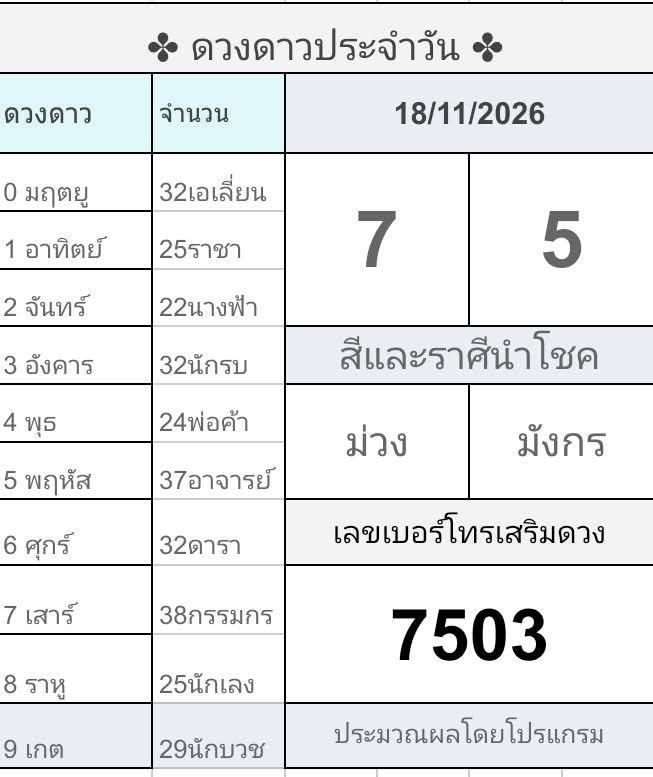 ✤ ดวงดาวประจำวัน ✤
ดวงดาว จำนวน 18/11/2026
0 มฤตยู 32เอเลี่ยน
1 อาทิตย์ 25ราชา
7 5
2 จันทร์ 22นางฟ้า
3 อังคาร 32นักรบ
สีและราศีนำโชค
4 พุธ 24พ่อค้า
ม่วง มังกร
5 พฤหัส 37อาจารย์
6 ศุกร์ 32ดารา
เลขเบอร์โทรเสริมดวง
7 เสาร์ 38กรรมกร
7503
8 ราหู 25นักเลง
9 เกต 29นักบวช
ประมวณผลโดยโปรแกรม